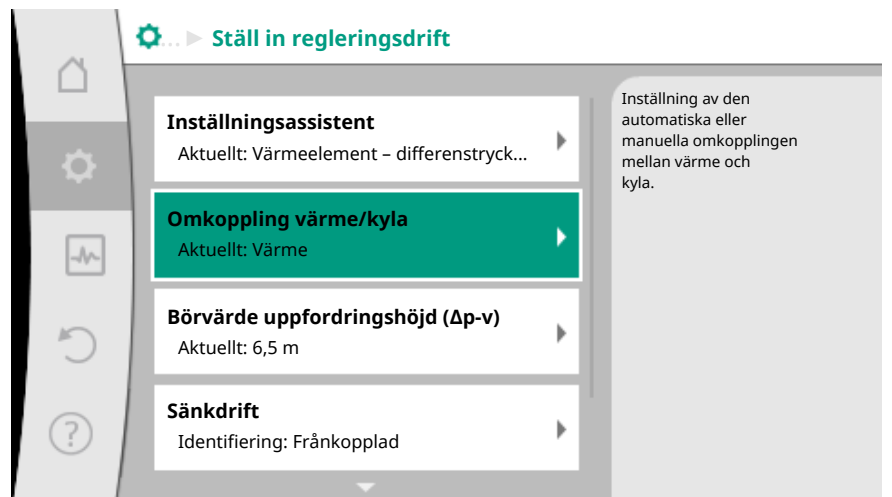 ... ▶ Ställ in regleringsdrift
Inställningsassistent
Aktuellt: Värmeelement – differenstryck...
Omkoppling värme/kyla
Aktuellt: Värme
Börvärde uppfordringshöjd (Δp-v)
Aktuellt: 6,5 m
Sänkdrift
Identifiering: Frånkopplad
Inställning av den
automatiska eller
manuella omkopplingen
mellan värme och
kyla.